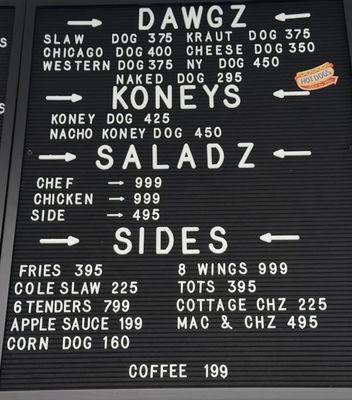 DAWGZ
SLAW DOG 375 KRAUT DOG 375
CHICAGO DOG 400 CHEESE DOG 350
WESTERN DOG 375 NY DOG 450
NAKED DOG 295
HOT DOGS
KONEYS
KONEY DOG 425
NACHO KONEY DOG 450
SALADZ
CHEF → 999
CHICKEN → 999
SIDE → 495
SIDES
FRIES 395 8 WINGS 999
COLE SLAW 225 TOTS 395
6 TENDERS 799 COTTAGE CHZ 225
APPLE SAUCE 199 MAC & CHZ 495
CORN DOG 160
COFFEE 199